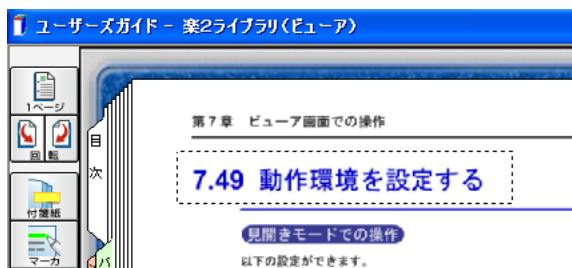 ユーザーズガイド - 楽2ライブラリ(ビューア)
1ページ
回転
付箋紙
マーカ
目次
バ
第7章 ビューア画面での操作
7.49 動作環境を設定する
見開きモードでの操作
以下の設定ができます。